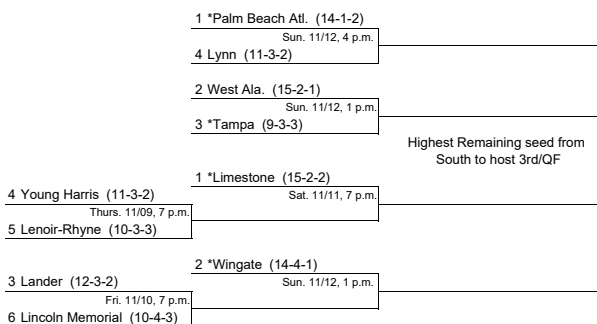 1 *Palm Beach Atl. (14-1-2)
Sun. 11/12, 4 p.m.
4 Lynn (11-3-2)
2 West Ala. (15-2-1)
Sun. 11/12, 1 p.m.
3 *Tampa (9-3-3)
Highest Remaining seed from
South to host 3rd/QF
1 *Limestone (15-2-2)
4 Young Harris (11-3-2)
Sat. 11/11, 7 p.m.
Thurs. 11/09, 7 p.m.
5 Lenoir-Rhyne (10-3-3)
2 *Wingate (14-4-1)
3 Lander (12-3-2)
Sun. 11/12, 1 p.m.
Fri. 11/10, 7 p.m.
6 Lincoln Memorial (10-4-3)